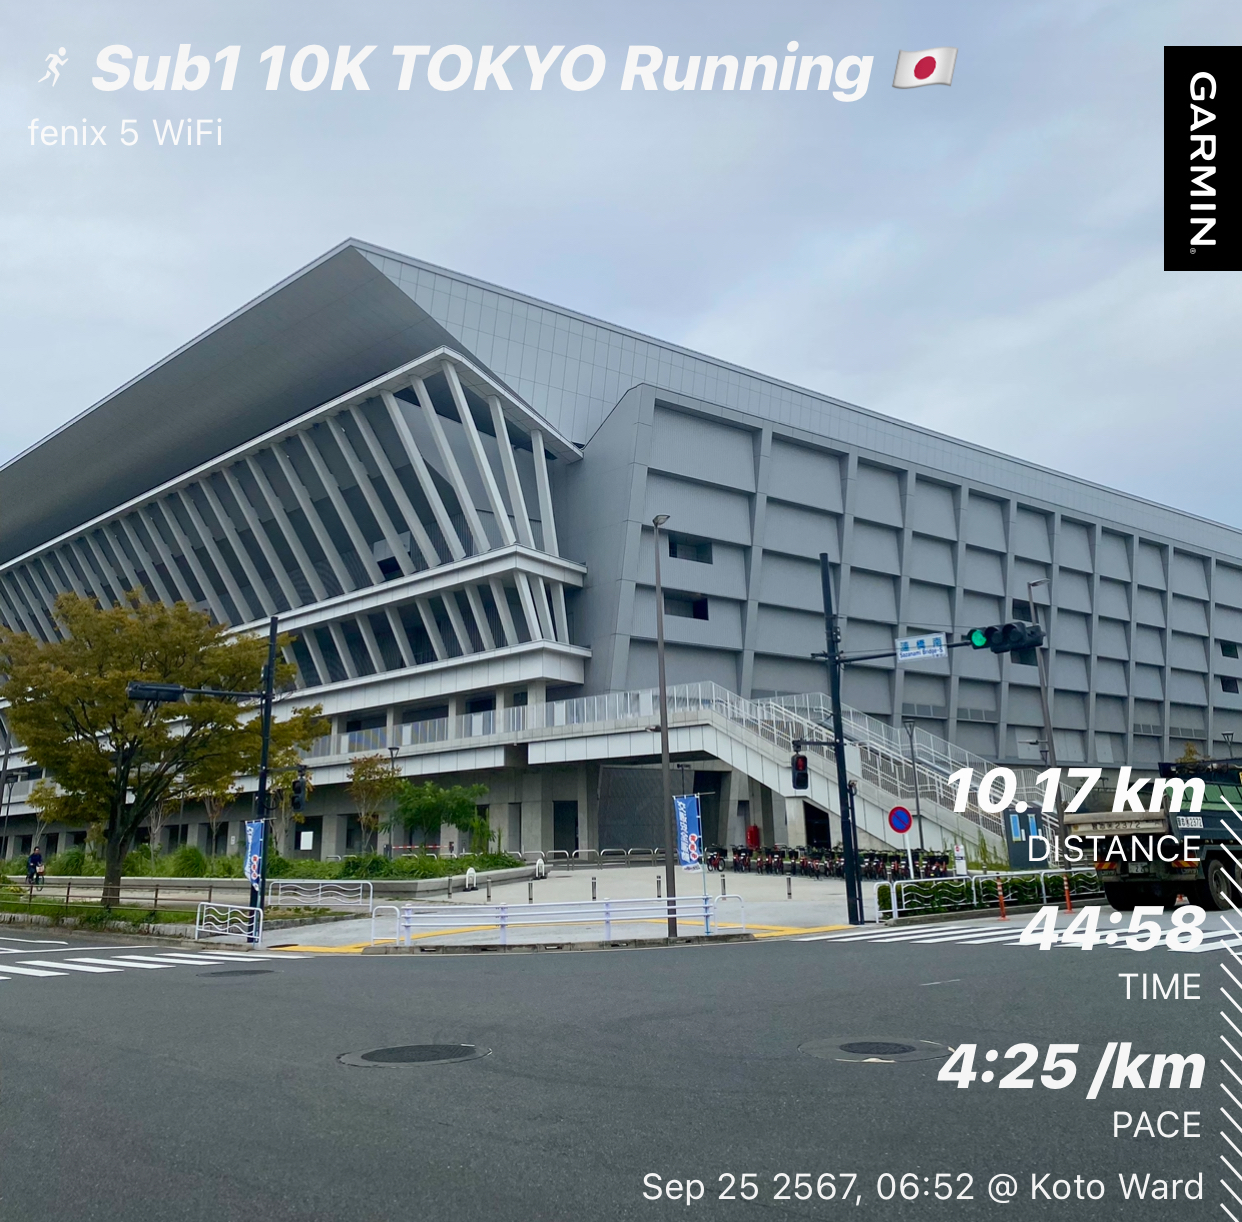 Sub1 10K TOKYO Running 🇯🇵
fenix 5 WiFi
GARMIN
10.17 km
DISTANCE
44:58
TIME
4:25 /km
PACE
Sep 25 2567, 06:52 @ Koto Ward